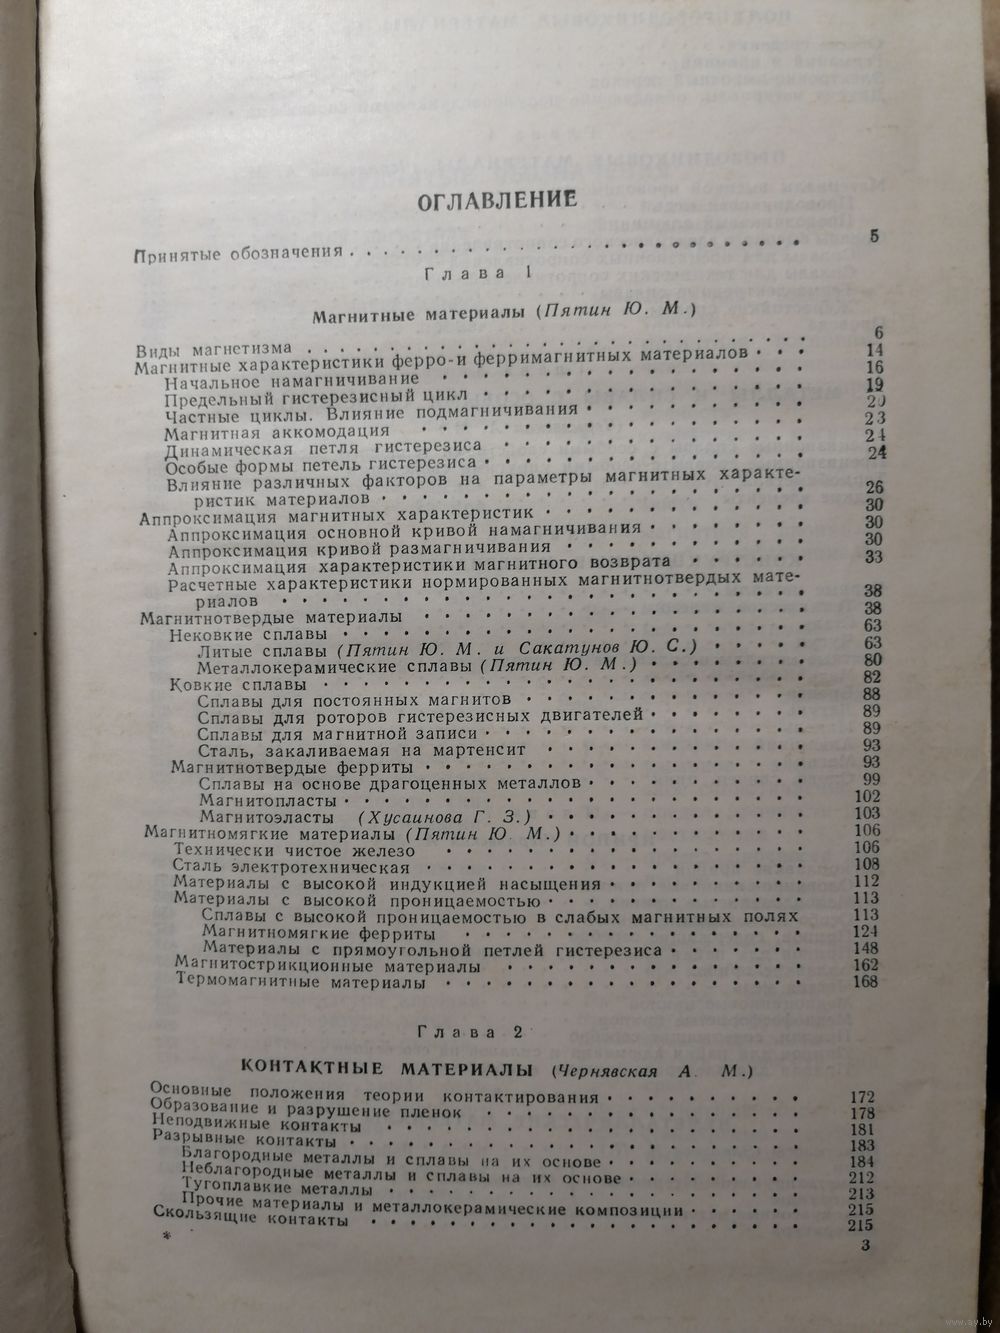 ОГЛАВЛЕНИЕ
Принятые обозначения . . . . . . . . . . 5
Глава 1
Магнитные материалы (Пятин Ю. М.)
Виды магнетизма . . . . . . . . . . 6
Магнитные характеристики ферро- и ферримагнитных материалов . . . 14
Начальное намагничивание . . . . . . . . . . 16
Предельный гистерезисный цикл . . . . . . . . . . 19
Частные циклы. Влияние подмагничивания . . . . . . . . . . 20
Магнитная аккомодация . . . . . . . . . . 23
Динамическая петля гистерезиса . . . . . . . . . . 24
Особые формы петель гистерезиса . . . . . . . . . . 24
Влияние различных факторов на параметры магнитных характе-
ристик материалов . . . . . . . . . . 26
Аппроксимация магнитных характеристик . . . . . . . . . . 30
Аппроксимация основной кривой намагничивания . . . . . . . . 30
Аппроксимация кривой размагничивания . . . . . . . . . . 30
Аппроксимация характеристики магнитного возврата . . . . . . 33
Расчетные характеристики нормированных магнитнотвердых мате-
риалов . . . . . . . . . . 38
Магнитнотвердые материалы . . . . . . . . . . 38
Нековкие сплавы . . . . . . . . . . 63
Литые сплавы (Пятин Ю. М. и Сакатунов Ю. С.) . . . . . 63
Металлокерамические сплавы (Пятин Ю. М.) . . . . . . . . 80
Ковкие сплавы . . . . . . . . . . 82
Сплавы для постоянных магнитов . . . . . . . . . . 88
Сплавы для роторов гистерезисных двигателей . . . . . . . . 89
Сплавы для магнитной записи . . . . . . . . . . 89
Сталь, закаливаемая на мартенсит . . . . . . . . . . 93
Магнитнотвердые ферриты . . . . . . . . . . 93
Сплавы на основе драгоценных металлов . . . . . . . . . . 99
Магнитопласты . . . . . . . . . . 102
Магнитоэласты (Хусаинова Г. З.) . . . . . . . . . . 103
Магнитномягкие материалы (Пятин Ю. М.) . . . . . . . . . . 106
Технически чистое железо . . . . . . . . . . 106
Сталь электротехническая . . . . . . . . . . 108
Материалы с высокой индукцией насыщения . . . . . . . . . . 112
Материалы с высокой проницаемостью . . . . . . . . . . 113
Сплавы с высокой проницаемостью в слабых магнитных полях 113
Магнитномягкие ферриты . . . . . . . . . . 124
Материалы с прямоугольной петлей гистерезиса . . . . . . . 148
Магнитострикционные материалы . . . . . . . . . . 162
Термомагнитные материалы . . . . . . . . . . 168
Глава 2
КОНТАКТНЫЕ МАТЕРИАЛЫ (Чернявская А. М.)
Основные положения теории контактирования . . . . . . . . . . 172
Образование и разрушение пленок . . . . . . . . . . 178
Неподвижные контакты . . . . . . . . . . 181
Разрывные контакты . . . . . . . . . . 183
Благородные металлы и сплавы на их основе . . . . . . . . . . 184
Неблагородные металлы и сплавы на их основе . . . . . . . . . 212
Тугоплавкие металлы . . . . . . . . . . 213
Прочие материалы и металлокерамические композиции . . . . . . 215
Скользящие контакты . . . . . . . . . . 215
*
3
www.ay.by